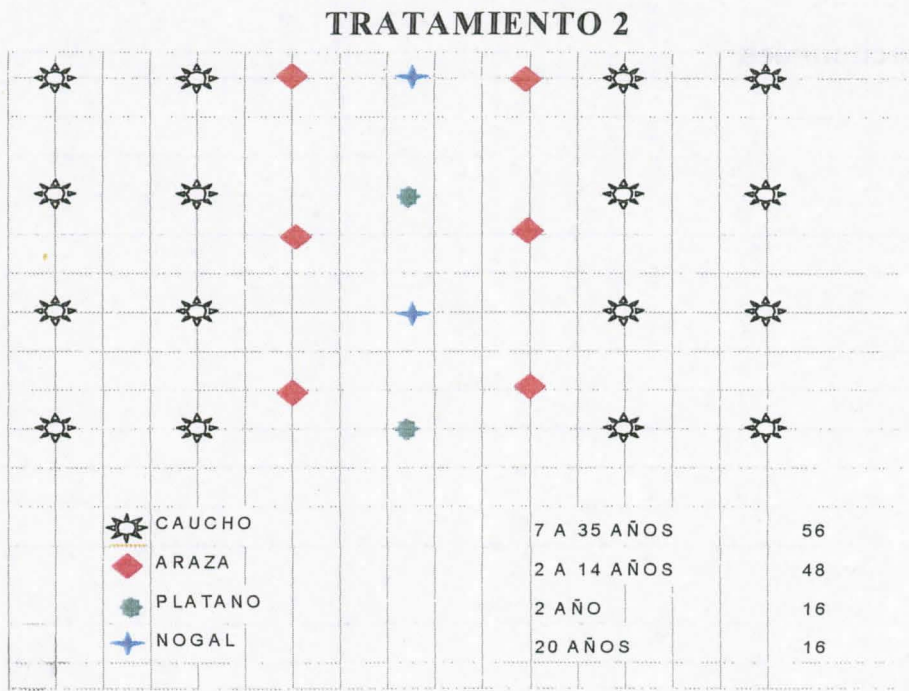 TRATAMIENTO 2
CAUCHO 7 A 35 AÑOS 56
ARAZA 2 A 14 AÑOS 48
PLATANO 2 AÑO 16
NOGAL 20 AÑOS 16